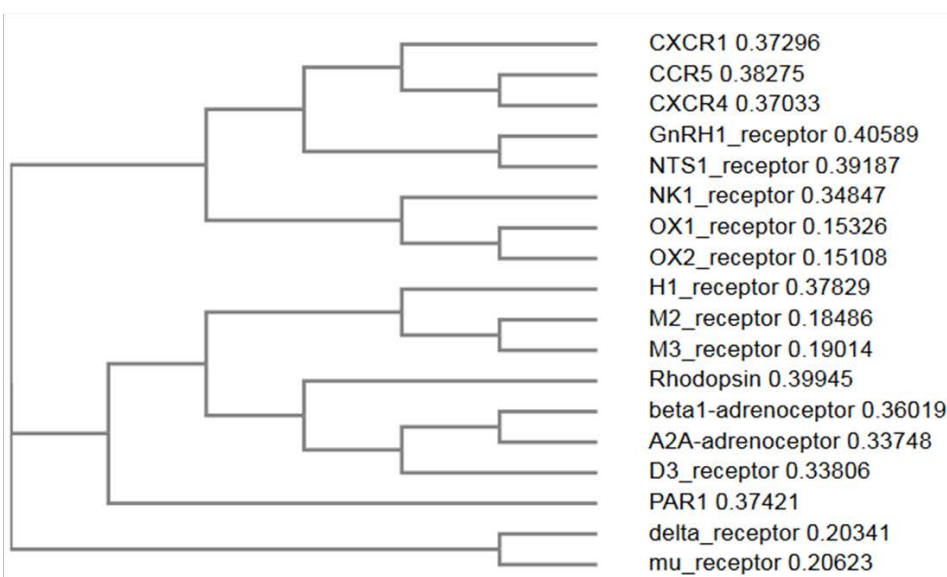 CXCR1 0.37296
CCR5 0.38275
CXCR4 0.37033
GnRH1_receptor 0.40589
NTS1_receptor 0.39187
NK1_receptor 0.34847
OX1_receptor 0.15326
OX2_receptor 0.15108
H1_receptor 0.37829
M2_receptor 0.18486
M3_receptor 0.19014
Rhodopsin 0.39945
beta1-adrenoceptor 0.36019
A2A-adrenoceptor 0.33748
D3_receptor 0.33806
PAR1 0.37421
delta_receptor 0.20341
mu_receptor 0.20623